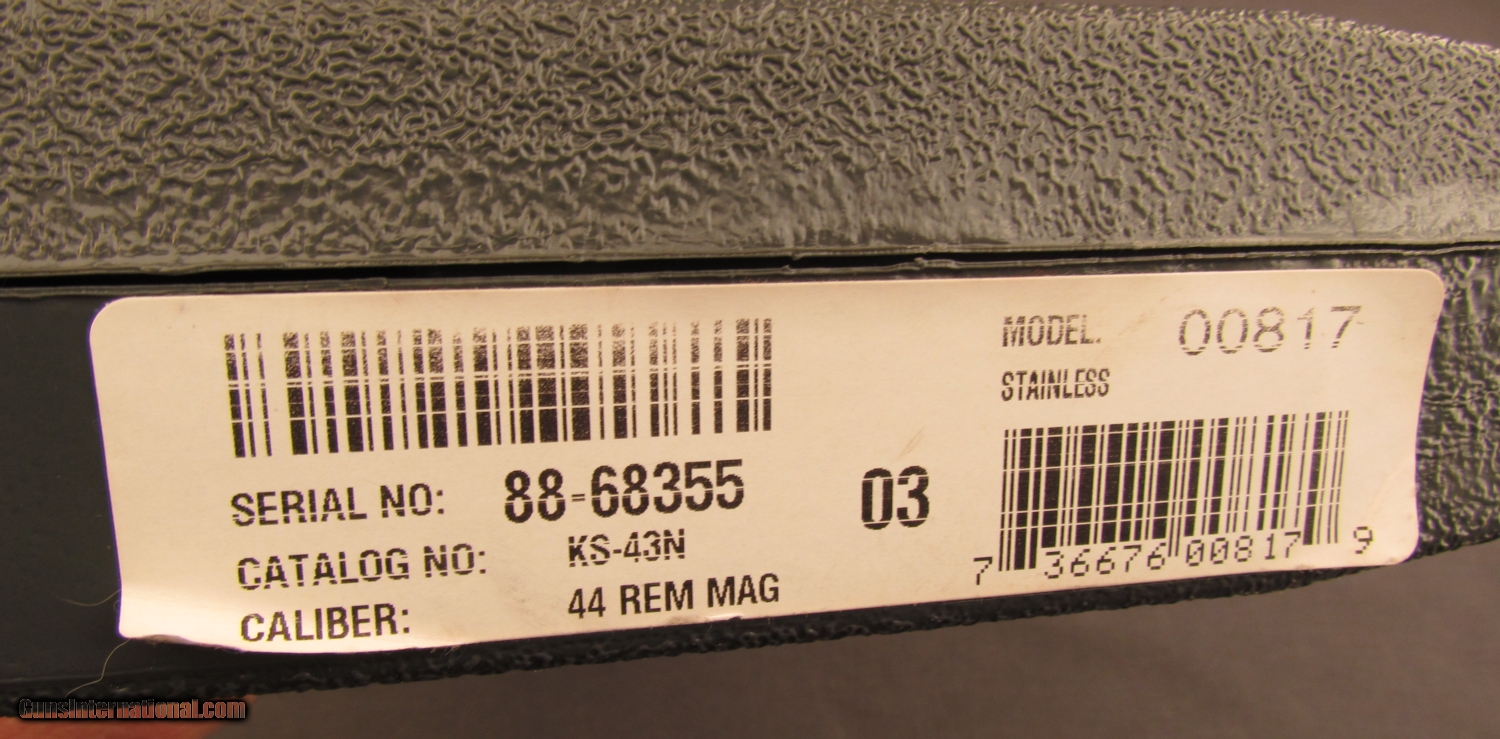 MODEL. 00817
STAINLESS
SERIAL NO: 88-68355
03
CATALOG NO: KS-43N
CALIBER: 44 REM MAG
7 36676 00817 9
GunsInternational.com